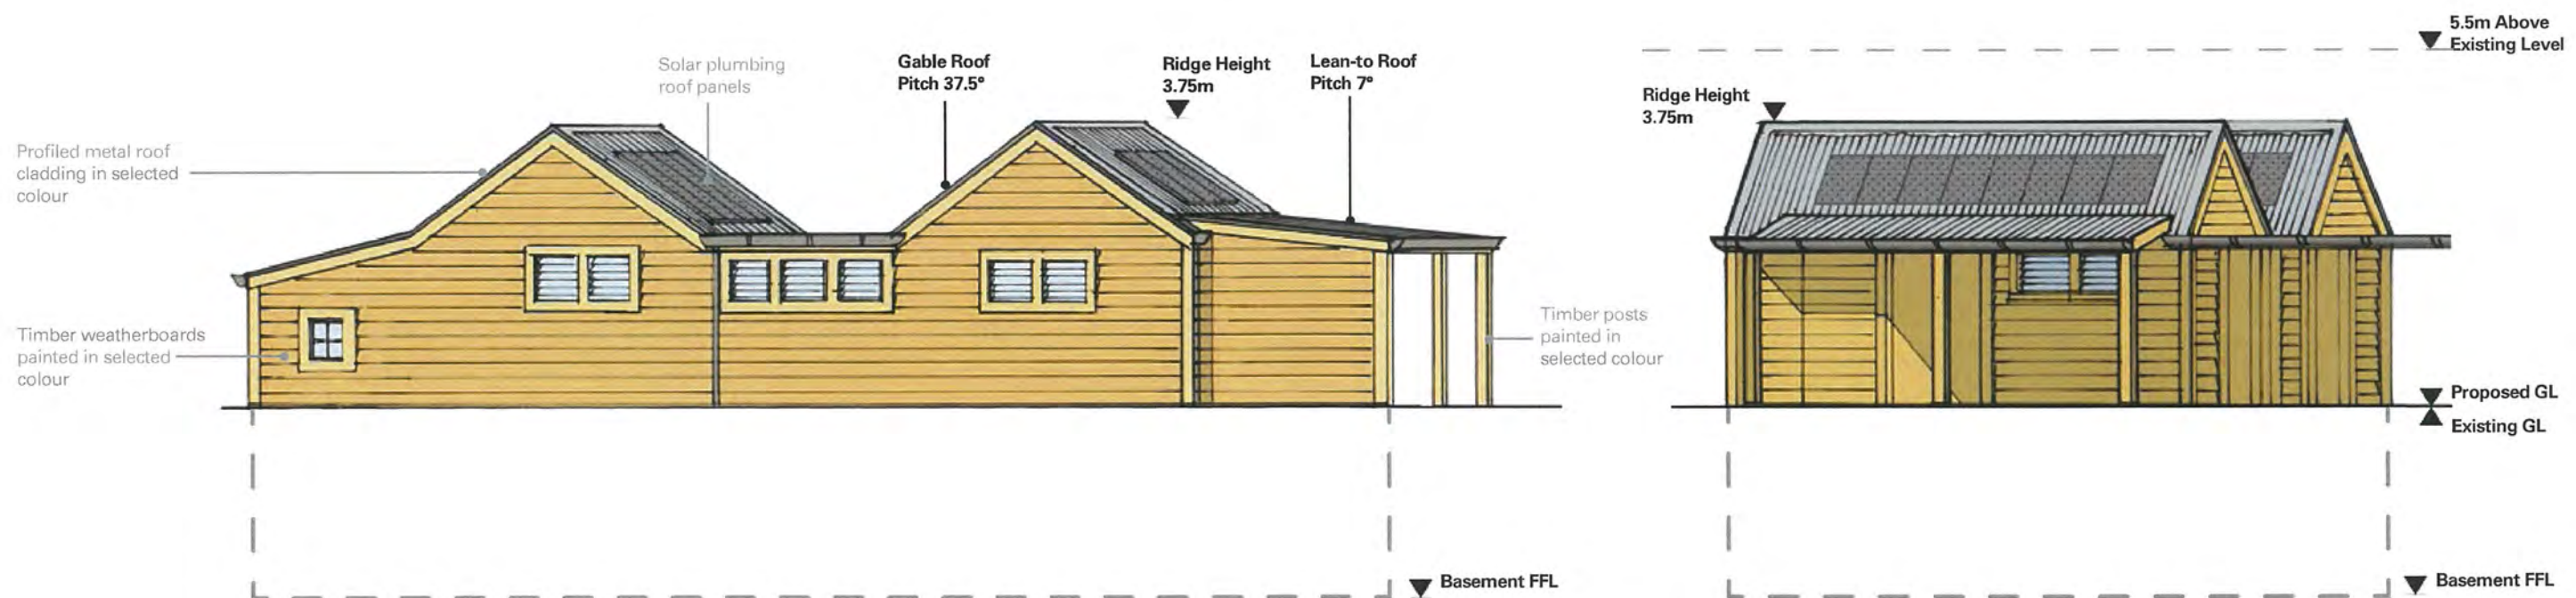 Profiled metal roof
cladding in selected
colour
Timber weatherboards
painted in selected
colour
Solar plumbing
roof panels
Gable Roof
Pitch 37.5°
Ridge Height
3.75m
Lean-to Roof
Pitch 7°
Timber posts
painted in
selected colour
Basement FFL
Ridge Height
3.75m
5.5m Above
Existing Level
Proposed GL
Existing GL
Basement FFL